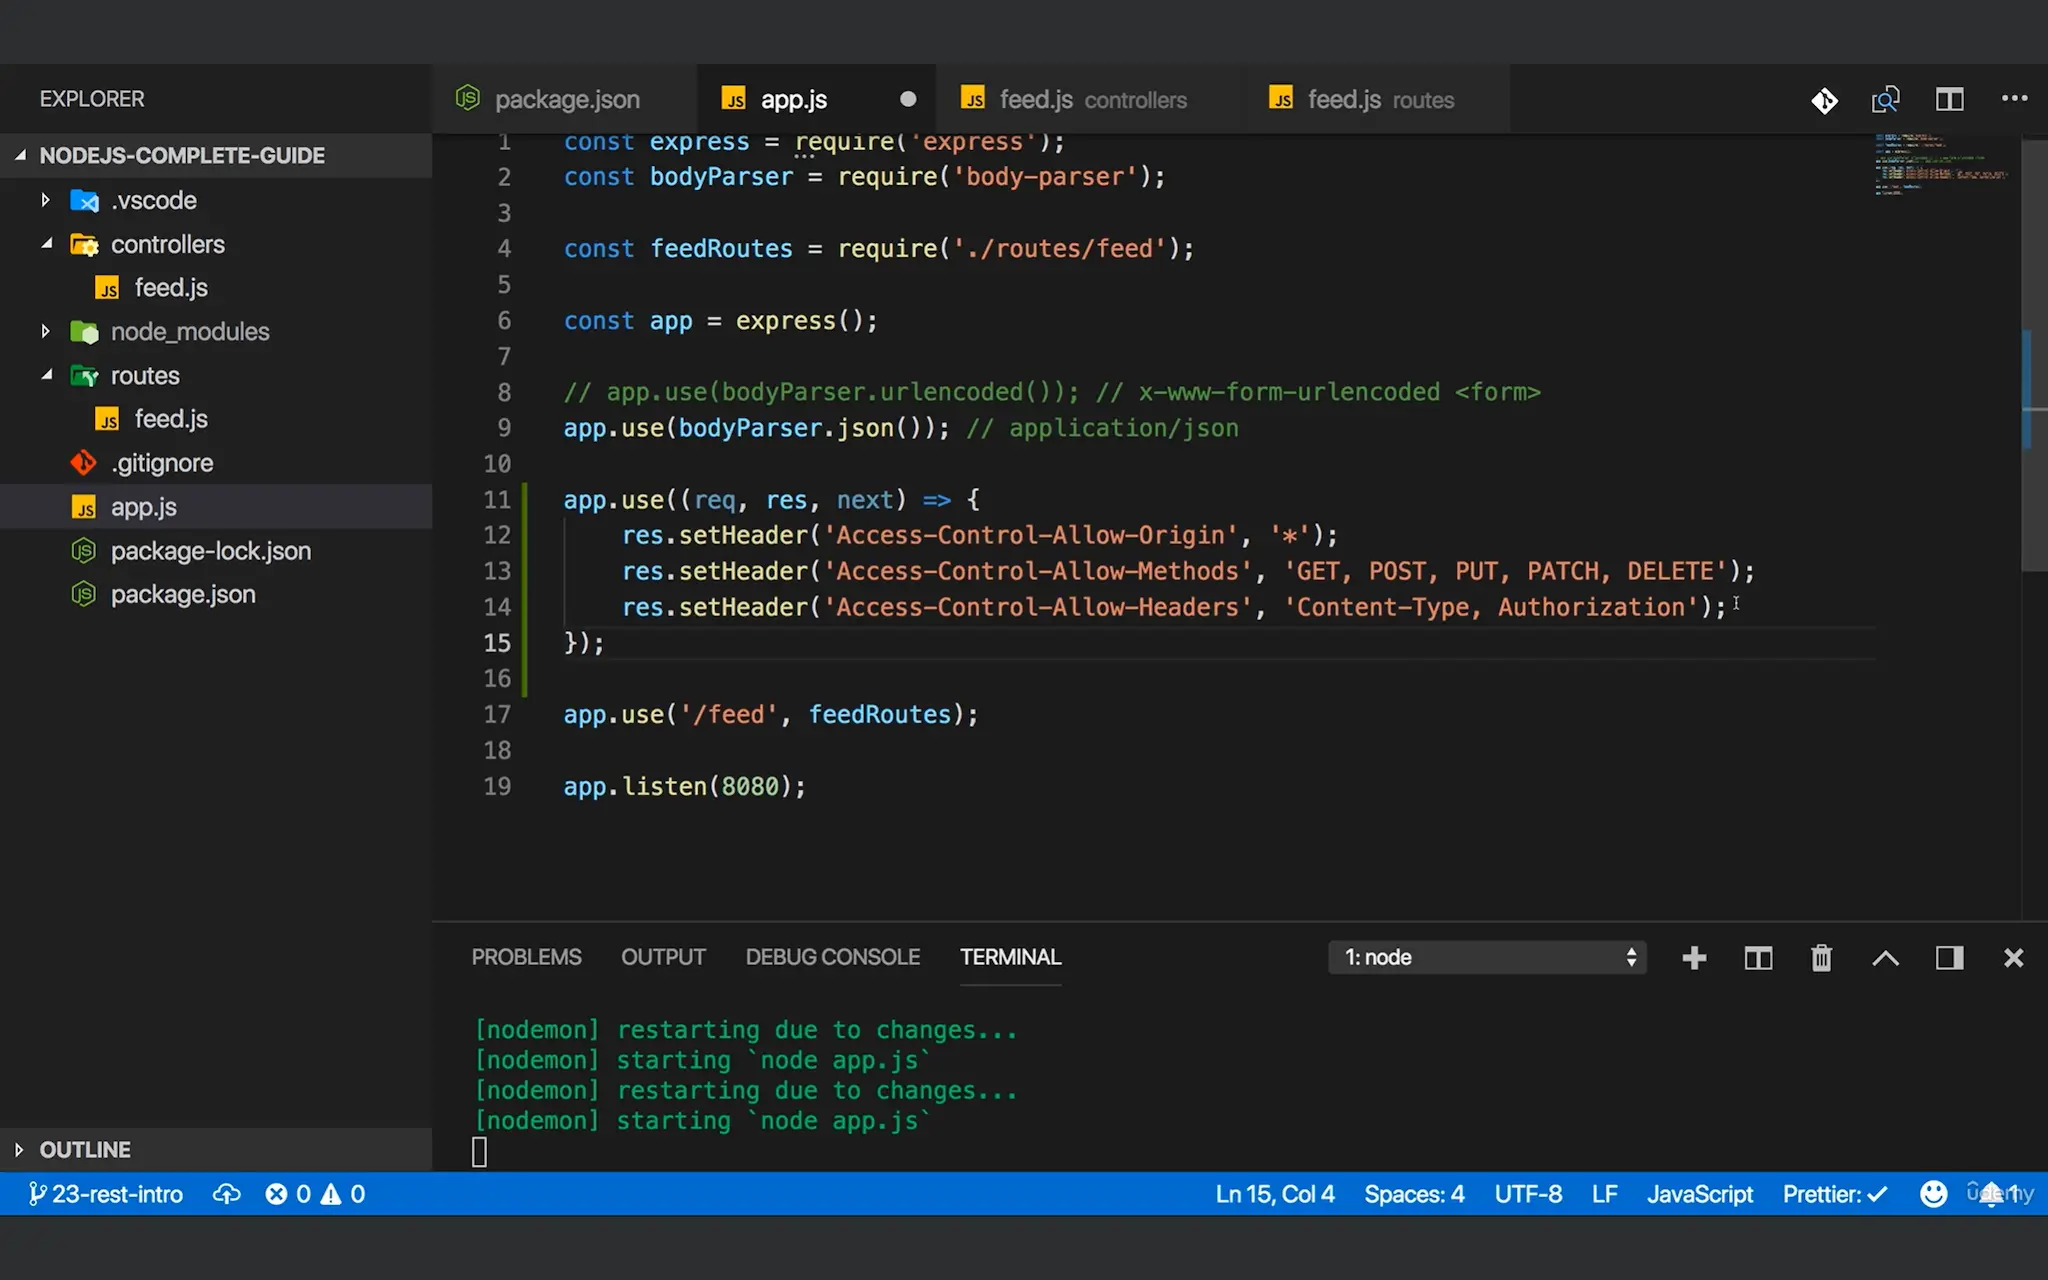 EXPLORER
package.json
app.js
feed.js controllers
feed.js routes
NODEJS-COMPLETE-GUIDE
.vscode
controllers
feed.js
node_modules
routes
feed.js
.gitignore
app.js
package-lock.json
package.json
OUTLINE
1 const express = require('express');
2 const bodyParser = require('body-parser');
3
4 const feedRoutes = require('./routes/feed');
5
6 const app = express();
7
8 // app.use(bodyParser.urlencoded()); // x-www-form-urlencoded <form>
9 app.use(bodyParser.json()); // application/json
10
11 app.use((req, res, next) => {
12 res.setHeader('Access-Control-Allow-Origin', '*');
13 res.setHeader('Access-Control-Allow-Methods', 'GET, POST, PUT, PATCH, DELETE');
14 res.setHeader('Access-Control-Allow-Headers', 'Content-Type, Authorization');
15 });
16
17 app.use('/feed', feedRoutes);
18
19 app.listen(8080);
PROBLEMS OUTPUT DEBUG CONSOLE TERMINAL 1: node
[nodemon] restarting due to changes...
[nodemon] starting `node app.js`
[nodemon] restarting due to changes...
[nodemon] starting `node app.js`
23-rest-intro 0 0 Ln 15, Col 4 Spaces: 4 UTF-8 LF JavaScript Prettier: ✓ 1
udemy